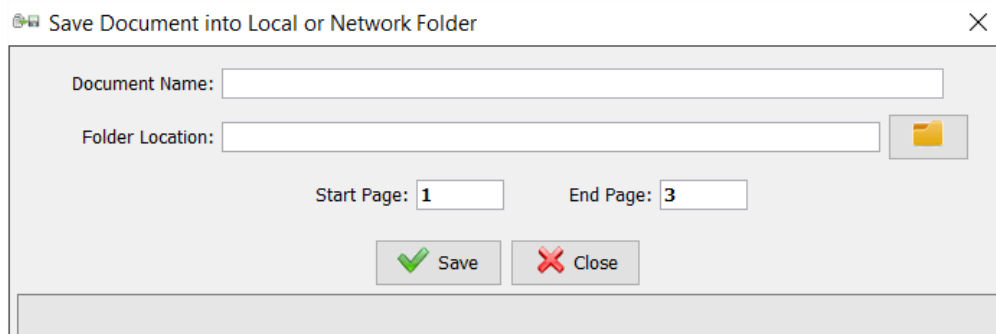 Save Document into Local or Network Folder
Document Name:
Folder Location:
Start Page: 1 End Page: 3
Save Close